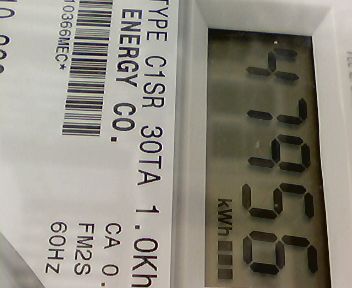 47856
kWh
TYPE C1SR 30TA 1.0Kh
ENERGY CO.
CA 0.
FM2S
60Hz
10366MEC*